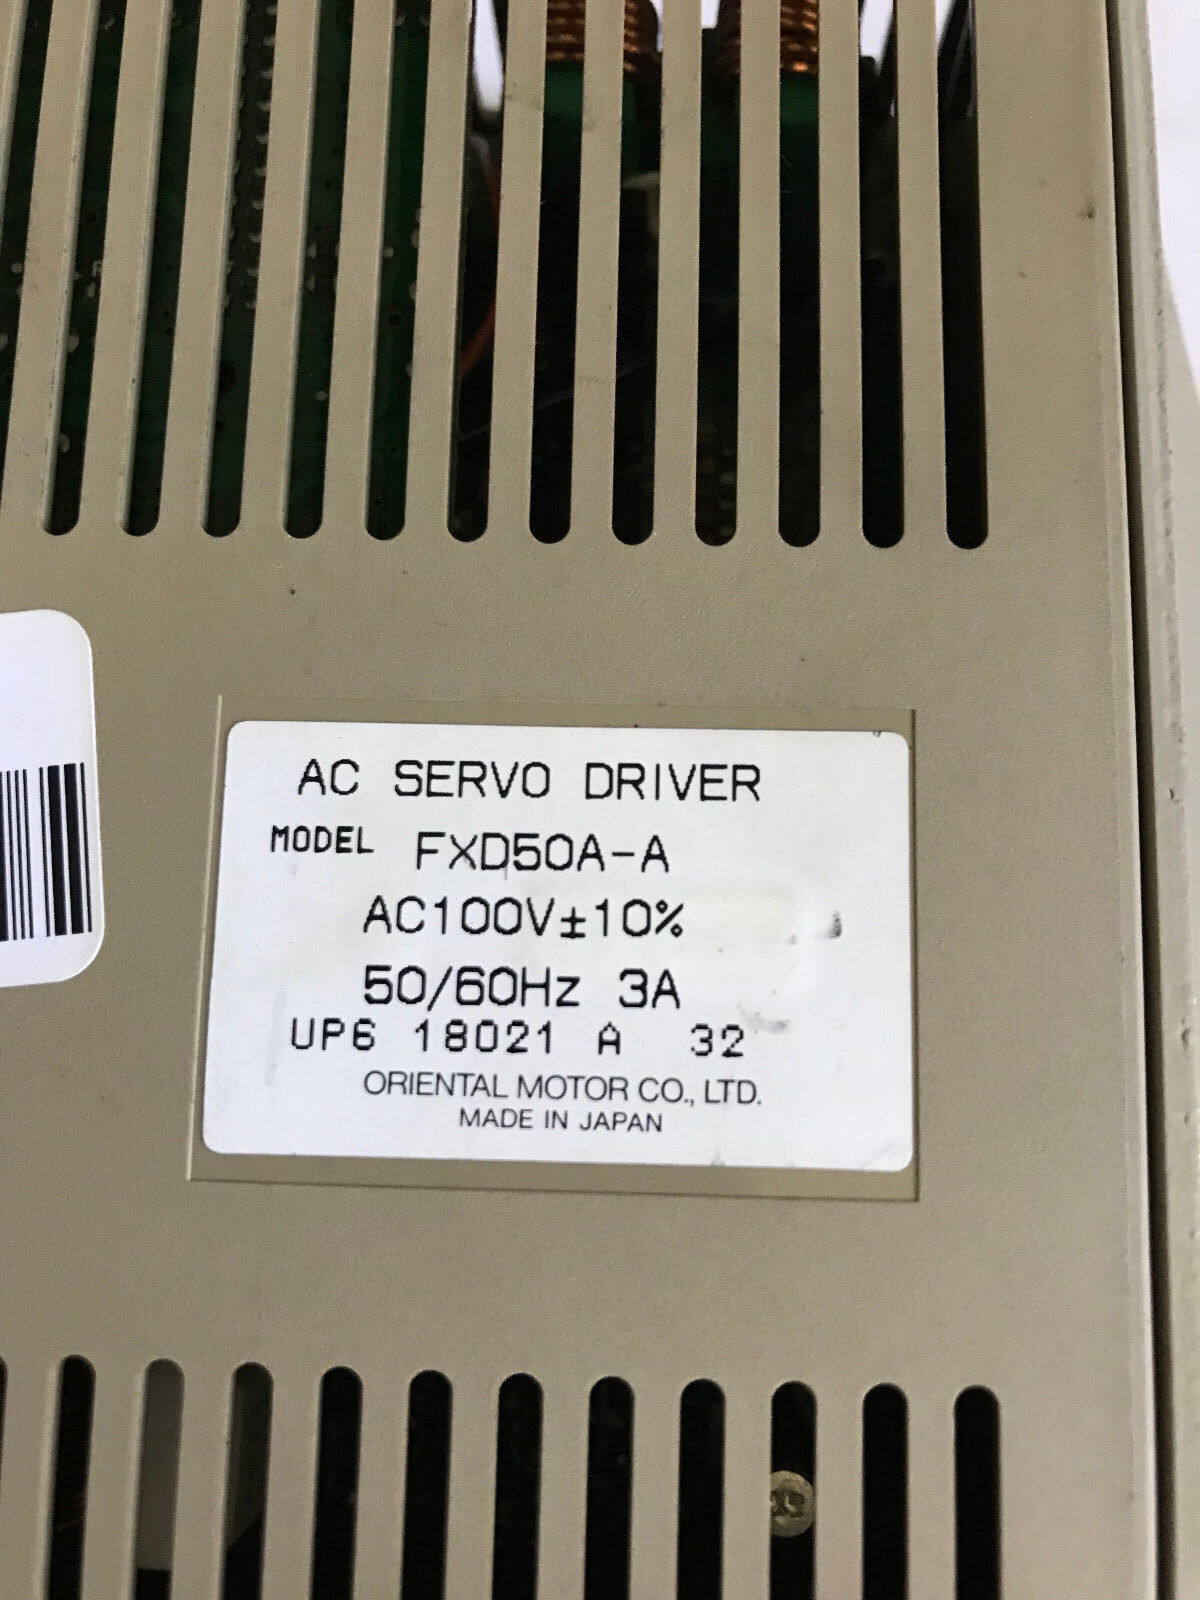 AC SERVO DRIVER
MODEL FXD50A-A
AC100V±10%
50/60Hz 3A
UP6 18021 A 32
ORIENTAL MOTOR CO., LTD.
MADE IN JAPAN